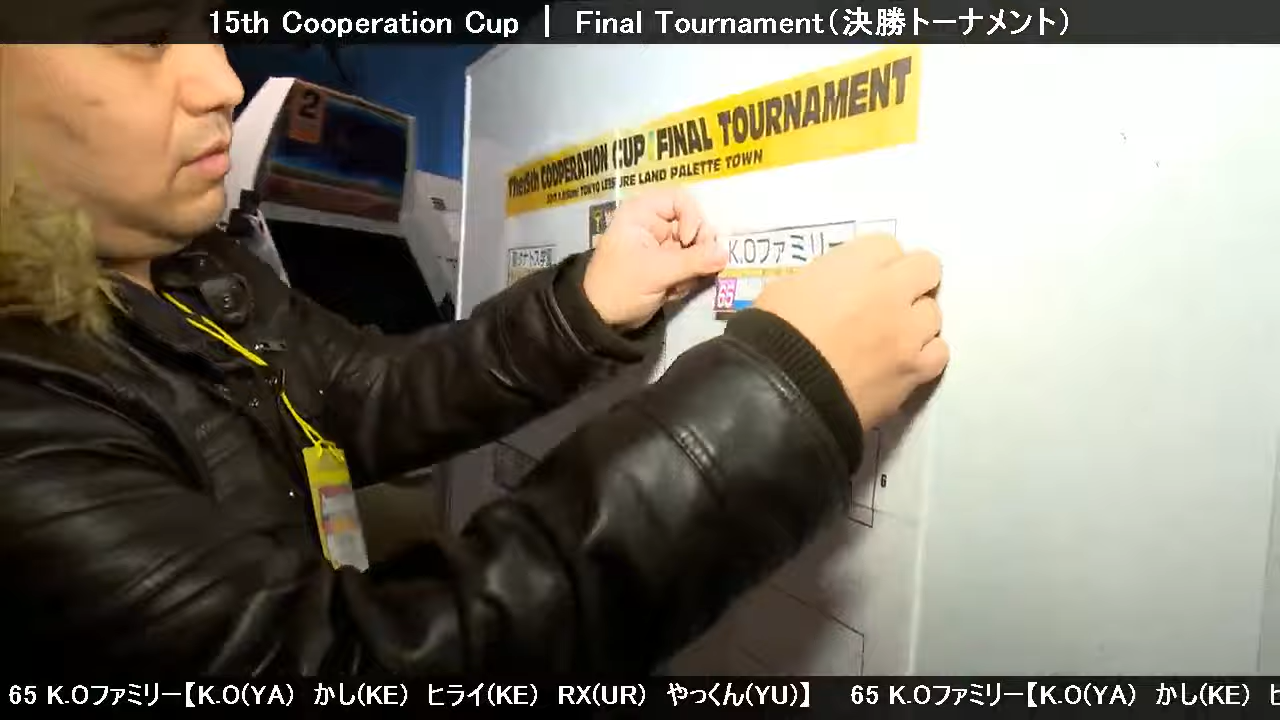 15th Cooperation Cup | Final Tournament(決勝トーナメント)
2
The15th COOPERATION CUP FINAL TOURNAMENT
TOKYO LEISURE LAND PALETTE TOWN
K.Oファミリー
65
6
65 K.Oファミリー【K.O(YA) かし(KE) ヒライ(KE) RX(UR) やっくん(YU)】 65 K.Oファミリー【K.O(YA) かし(KE) ヒ